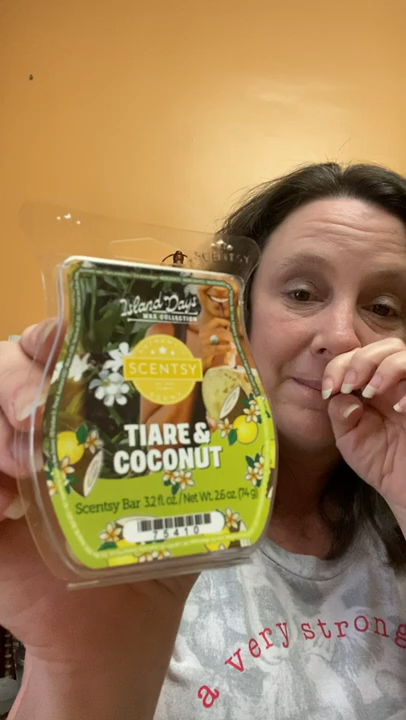 SCENTSY
Island Days
WAX COLLECTION
SCENTSY
TIARE &
COCONUT
Scentsy Bar 3.2 fl. oz. / Net Wt. 2.6 oz. (74 g)
75410
a very strong